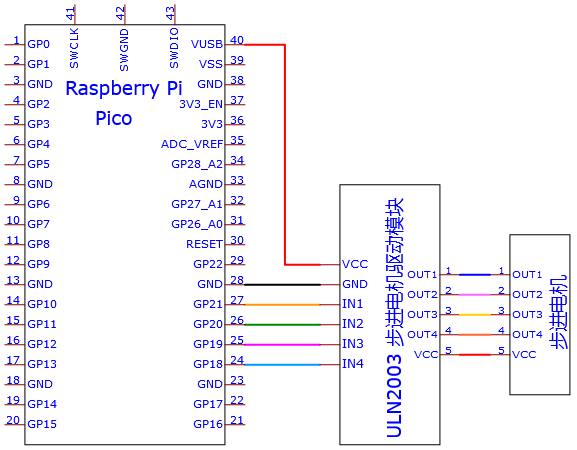 41 42 43
SWCLK SWGND SWDIO
Raspberry Pi
Pico
1 GP0 VUSB 40
2 GP1 VSS 39
3 GND GND 38
4 GP2 3V3_EN 37
5 GP3 3V3 36
6 GP4 ADC_VREF 35
7 GP5 GP28_A2 34
8 GND AGND 33
9 GP6 GP27_A1 32
10 GP7 GP26_A0 31
11 GP8 RESET 30
12 GP9 GP22 29
13 GND GND 28
14 GP10 GP21 27
15 GP11 GP20 26
16 GP12 GP19 25
17 GP13 GP18 24
18 GND GND 23
19 GP14 GP17 22
20 GP15 GP16 21
VCC
GND
IN1
IN2
IN3
IN4
ULN2003 步进电机驱动模块
OUT1 1
OUT2 2
OUT3 3
OUT4 4
VCC 5
1 OUT1
2 OUT2
3 OUT3
4 OUT4
5 VCC
步进电机